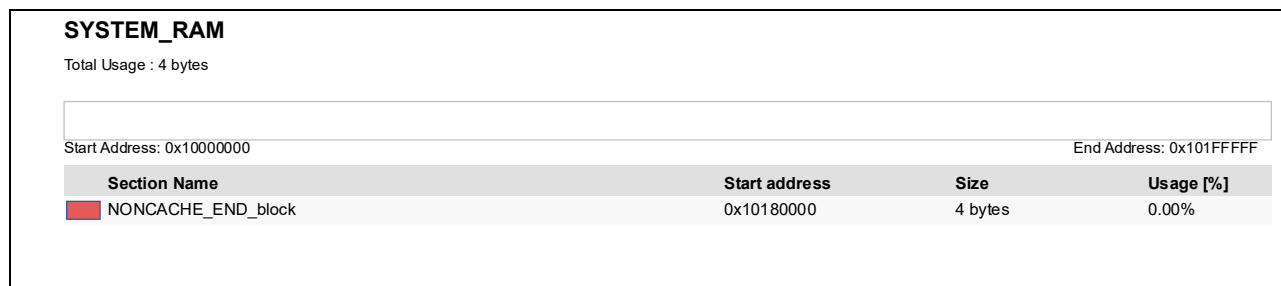 SYSTEM_RAM
Total Usage : 4 bytes
Start Address: 0x10000000 End Address: 0x101FFFFF
Section Name Start address Size Usage [%]
NONCACHE_END_block 0x10180000 4 bytes 0.00%